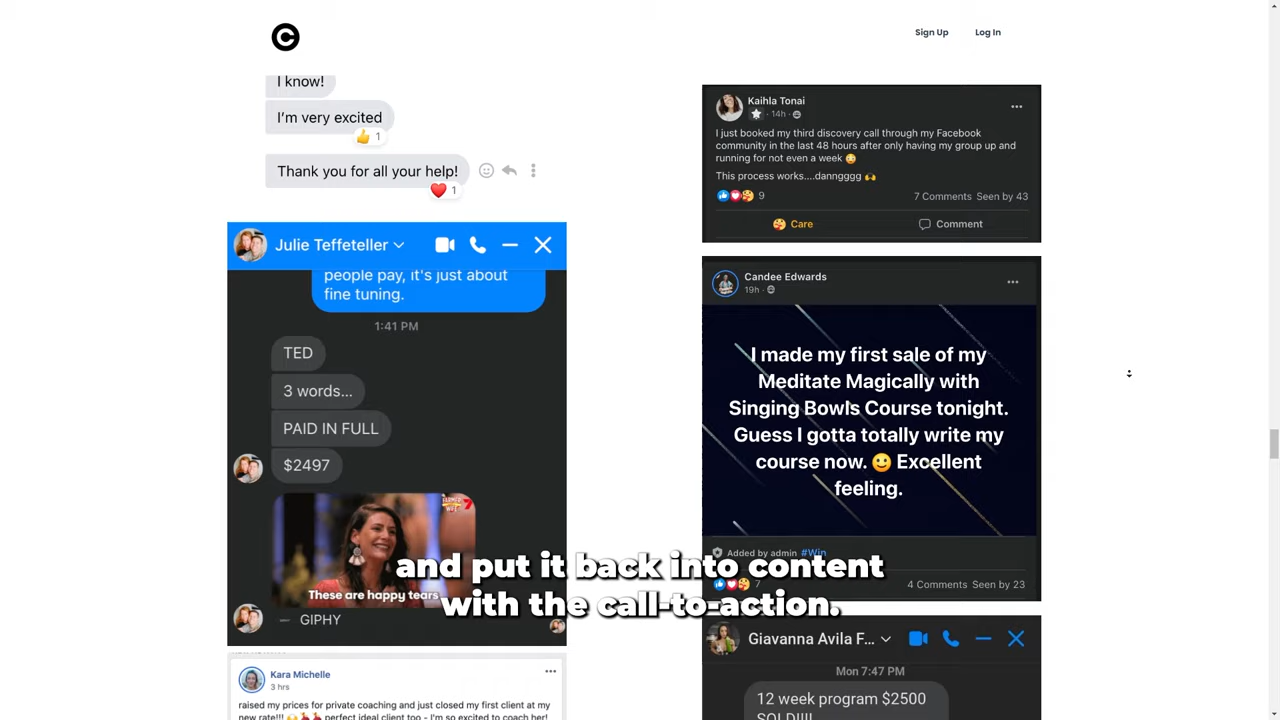 Sign Up
Log In
I know!
I'm very excited
1
Thank you for all your help!
1
Julie Teffeteller
people pay, it's just about
fine tuning.
1:41 PM
TED
3 words...
PAID IN FULL
$2497
These are happy tears
— GIPHY
Kara Michelle
3 hrs
raised my prices for private coaching and just closed my first client at my
new rate!!! perfect ideal client too - I'm so excited to coach her!
Kaihla Tonai
14h
I just booked my third discovery call through my Facebook
community in the last 48 hours after only having my group up and
running for not even a week
This process works....danngggg
9
7 Comments Seen by 43
Care
Comment
Candee Edwards
19h
I made my first sale of my
Meditate Magically with
Singing Bowls Course tonight.
Guess I gotta totally write my
course now. 🙂 Excellent
feeling.
Added by admin #Win
7
4 Comments Seen by 23
Giavanna Avila F...
Mon 7:47 PM
12 week program $2500
SOLD!!!!
and put it back into content
with the call-to-action.